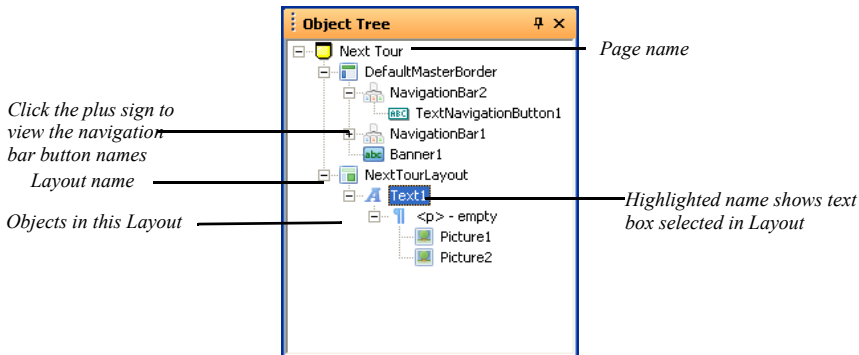 Object Tree
Next Tour
Page name
DefaultMasterBorder
NavigationBar2
TextNavigationButton1
NavigationBar1
Banner1
NextTourLayout
Text1
<p> - empty
Picture1
Picture2
Click the plus sign to
view the navigation
bar button names
Layout name
Objects in this Layout
Highlighted name shows text
box selected in Layout
ABC
abc
A